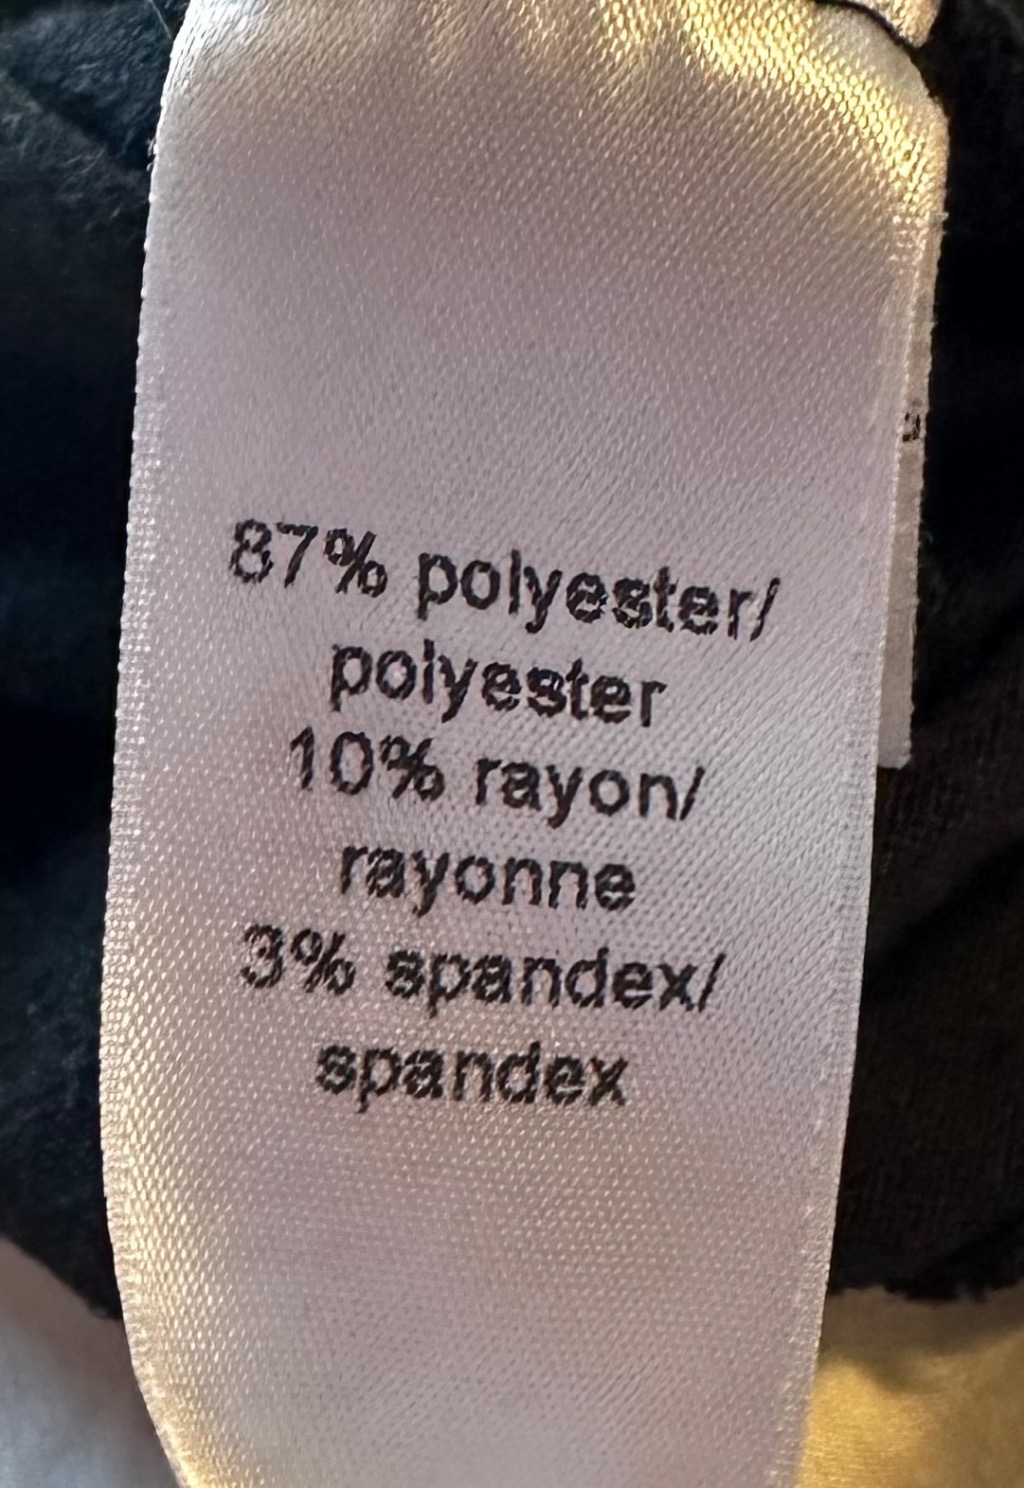 87% polyester/
polyester
10% rayon/
rayonne
3% spandex/
spandex